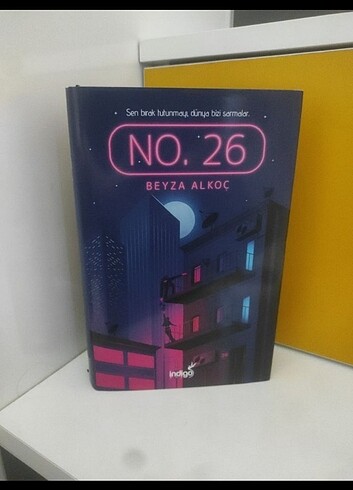 Sen bırak tutunmayı, dünya bizi sarmalar.
NO. 26
BEYZA ALKOÇ
indigo